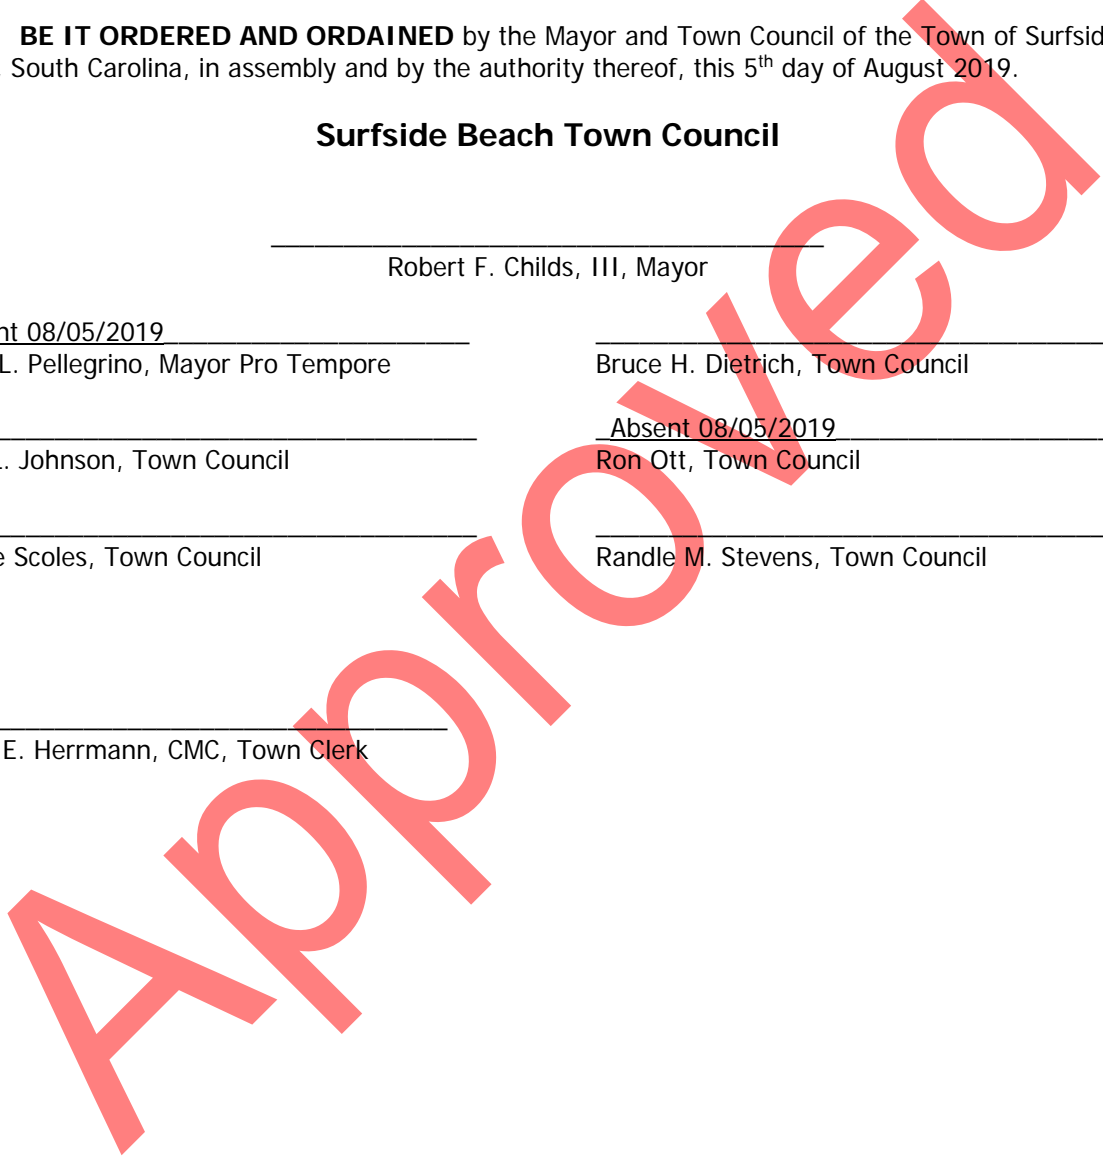 BE IT ORDERED AND ORDAINED by the Mayor and Town Council of the Town of Surfsid
South Carolina, in assembly and by the authority thereof, this 5th day of August 2019.
Surfside Beach Town Council
Robert F. Childs, III, Mayor
nt 08/05/2019
L. Pellegrino, Mayor Pro Tempore
Bruce H. Dietrich, Town Council
Absent 08/05/2019
. Johnson, Town Council
Ron Ott, Town Council
e Scoles, Town Council
Randle M. Stevens, Town Council
E. Herrmann, CMC, Town Clerk
Approved